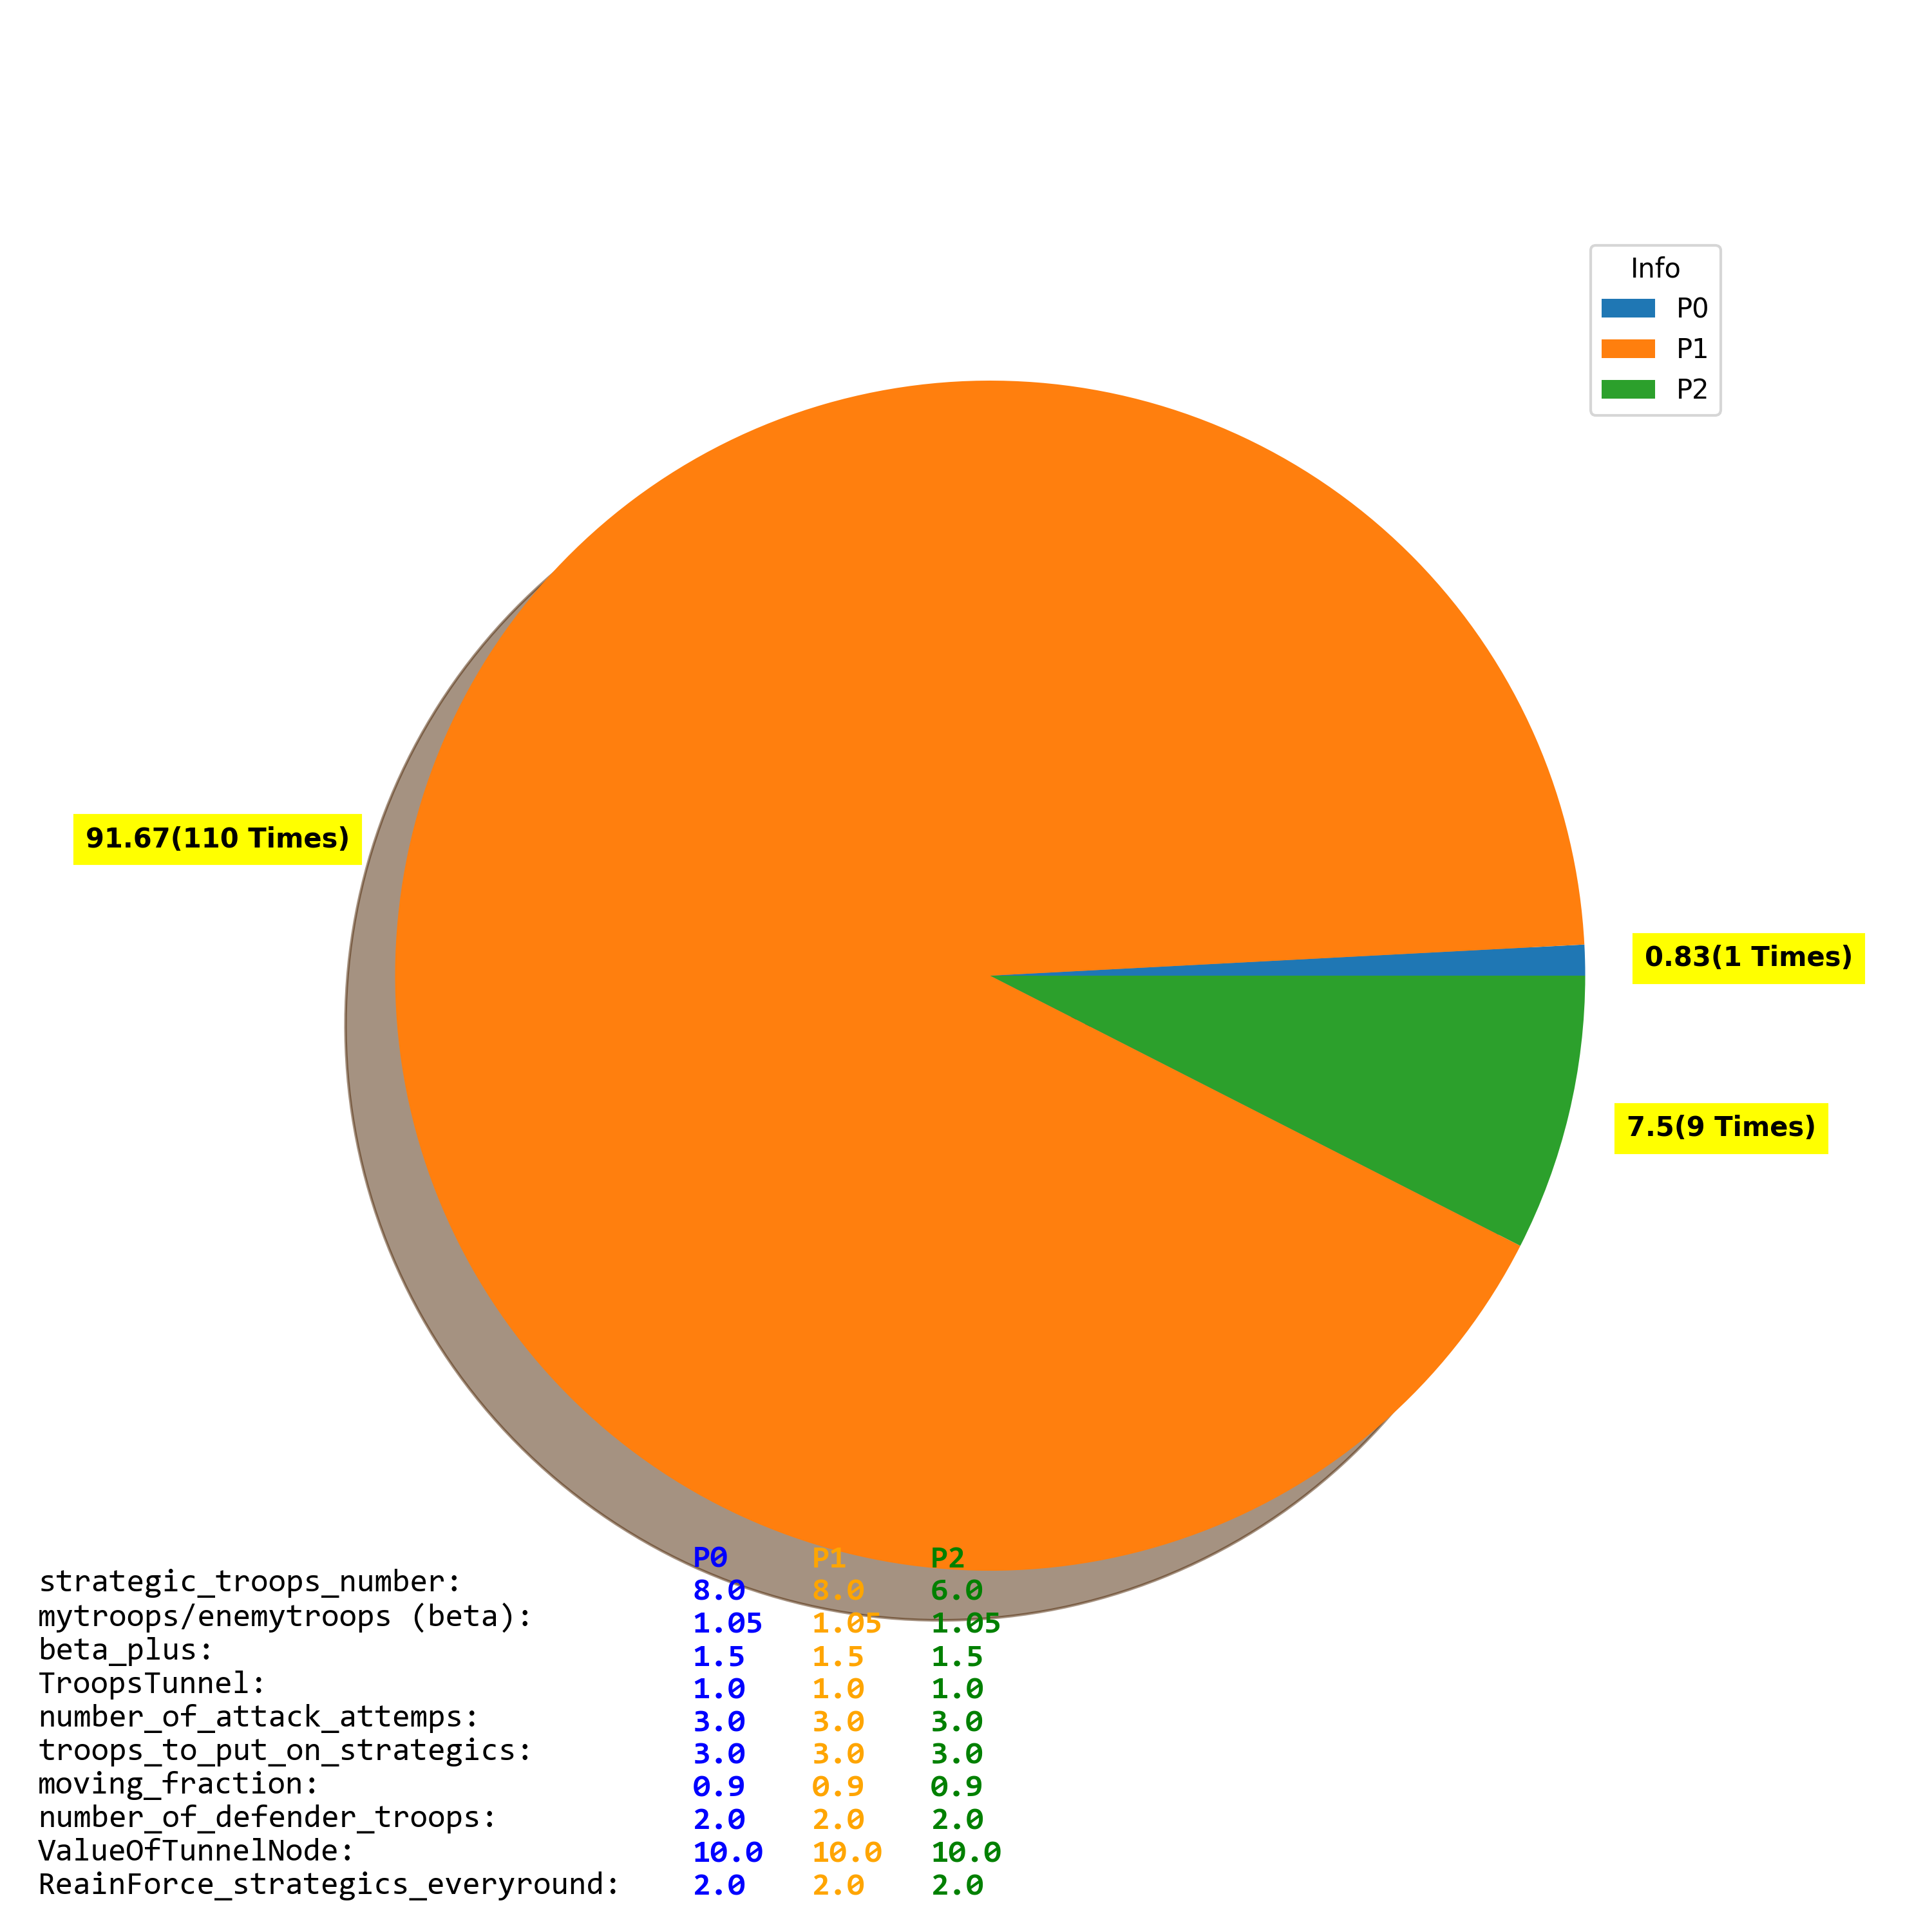 Info
P0
P1
P2
91.67(110 Times)
0.83(1 Times)
7.5(9 Times)
P0 P1 P2
strategic_troops_number: 8.0 8.0 6.0
mytroops/enemytroops (beta): 1.05 1.05 1.05
beta_plus: 1.5 1.5 1.5
TroopsTunnel: 1.0 1.0 1.0
number_of_attack_attemps: 3.0 3.0 3.0
troops_to_put_on_strategics: 3.0 3.0 3.0
moving_fraction: 0.9 0.9 0.9
number_of_defender_troops: 2.0 2.0 2.0
ValueOfTunnelNode: 10.0 10.0 10.0
ReainForce_strategics_everyround: 2.0 2.0 2.0